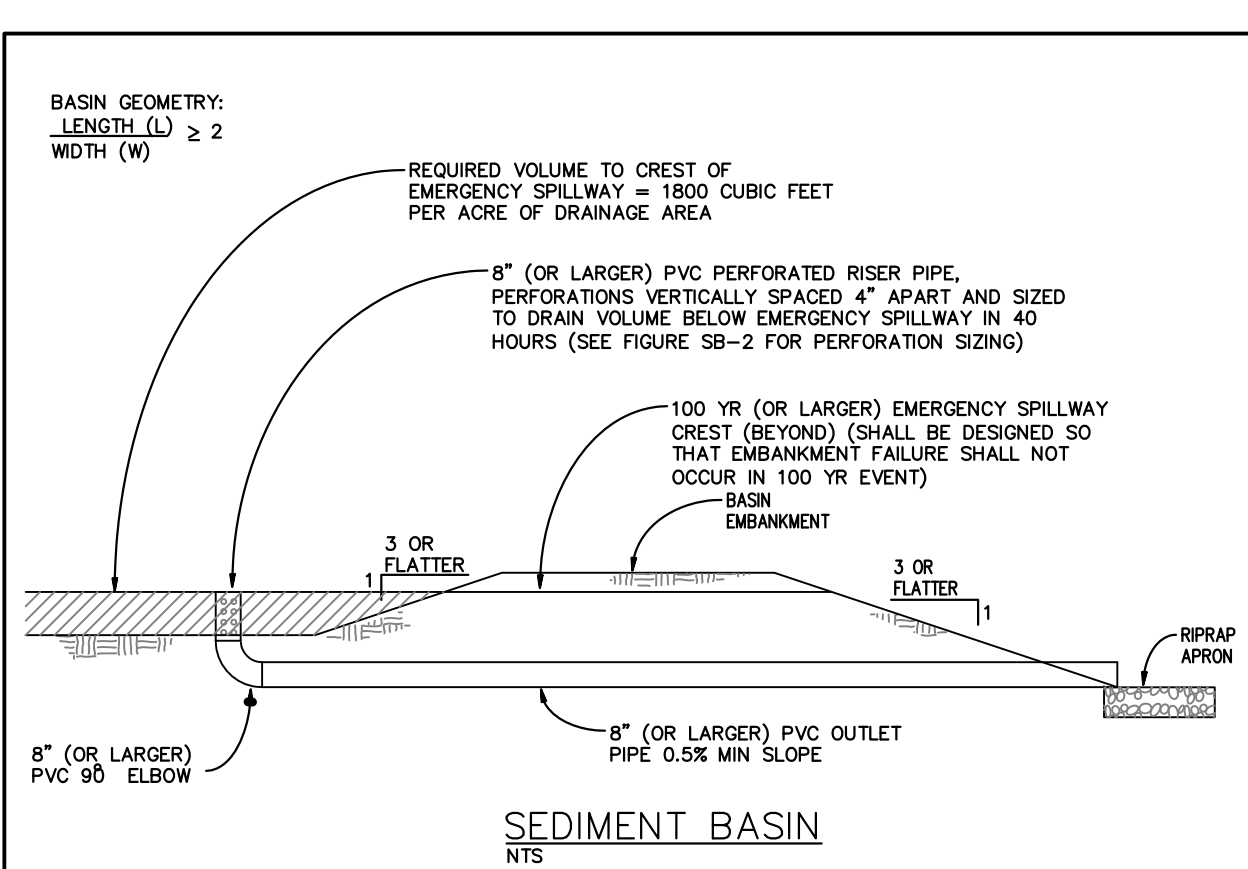 BASIN GEOMETRY:
LENGTH (L) ≥ 2
WIDTH (W)
REQUIRED VOLUME TO CREST OF
EMERGENCY SPILLWAY = 1800 CUBIC FEET
PER ACRE OF DRAINAGE AREA
8" (OR LARGER) PVC PERFORATED RISER PIPE,
PERFORATIONS VERTICALLY SPACED 4" APART AND SIZED
TO DRAIN VOLUME BELOW EMERGENCY SPILLWAY IN 40
HOURS (SEE FIGURE SB-2 FOR PERFORATION SIZING)
100 YR (OR LARGER) EMERGENCY SPILLWAY
CREST (BEYOND) (SHALL BE DESIGNED SO
THAT EMBANKMENT FAILURE SHALL NOT
OCCUR IN 100 YR EVENT)
BASIN
EMBANKMENT
3 OR
FLATTER
1
3 OR
FLATTER
1
RIPRAP
APRON
8" (OR LARGER) PVC OUTLET
PIPE 0.5% MIN SLOPE
8" (OR LARGER)
PVC 90° ELBOW
SEDIMENT BASIN
NTS